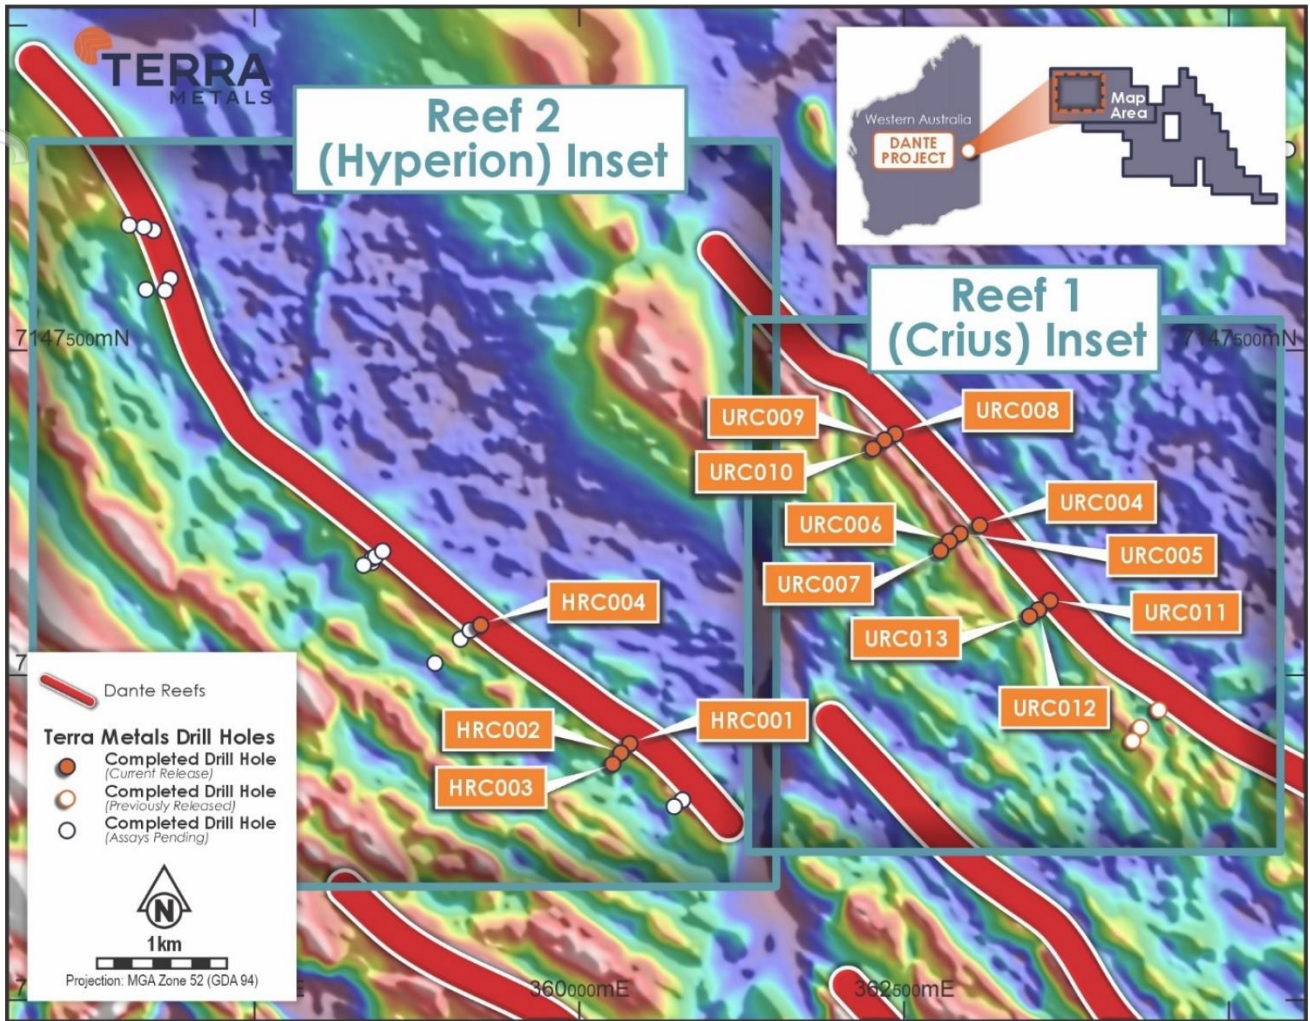 TERRA
METALS
Reef 2
(Hyperion) Inset
Western Australia
DANTE
PROJECT
Map
Area
Reef 1
(Crius) Inset
7147500mN
7147500mN
URC009
URC008
URC010
URC004
URC006
URC005
URC007
HRC004
URC011
URC013
URC012
HRC001
HRC002
HRC003
Dante Reefs
Terra Metals Drill Holes
Completed Drill Hole
(Current Release)
Completed Drill Hole
(Previously Released)
Completed Drill Hole
(Assays Pending)
N
1km
Projection: MGA Zone 52 (GDA 94)
360000mE
362500mE